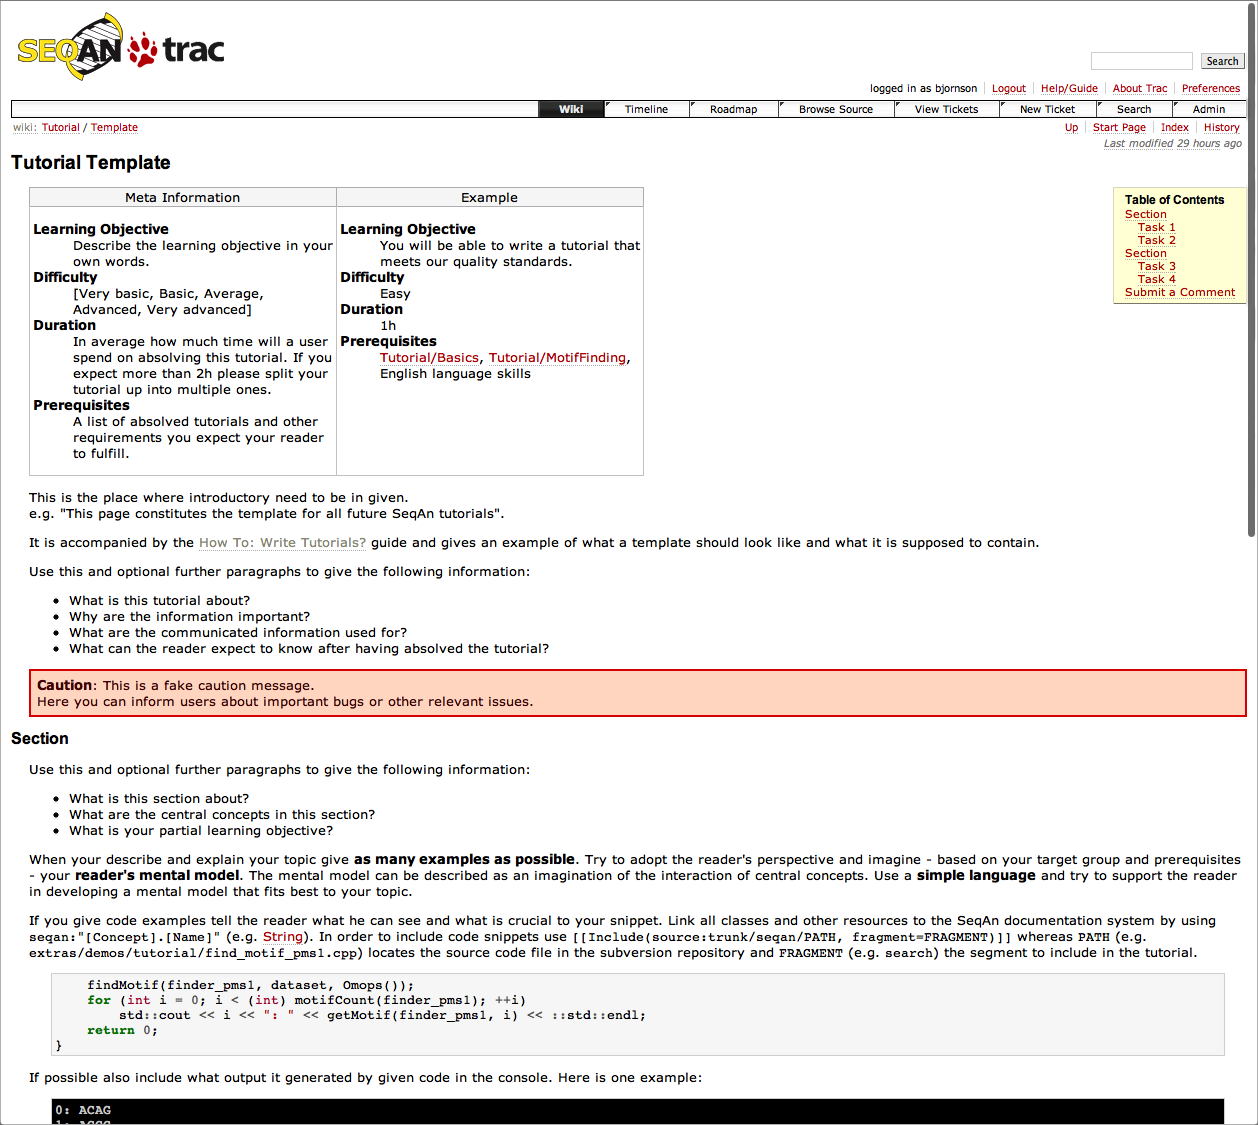 SEQAN trac
Search
logged in as bjornson Logout Help/Guide About Trac Preferences
Wiki Timeline Roadmap Browse Source View Tickets New Ticket Search Admin
wiki: Tutorial / Template
Up Start Page Index History
Last modified 29 hours ago
Tutorial Template
Meta Information
Learning Objective
Describe the learning objective in your
own words.
Difficulty
[Very basic, Basic, Average,
Advanced, Very advanced]
Duration
In average how much time will a user
spend on absolving this tutorial. If you
expect more than 2h please split your
tutorial up into multiple ones.
Prerequisites
A list of absolved tutorials and other
requirements you expect your reader
to fulfill.
Example
Learning Objective
You will be able to write a tutorial that
meets our quality standards.
Difficulty
Easy
Duration
1h
Prerequisites
Tutorial/Basics, Tutorial/MotifFinding,
English language skills
Table of Contents
Section
Task 1
Task 2
Section
Task 3
Task 4
Submit a Comment
This is the place where introductory need to be in given.
e.g. "This page constitutes the template for all future SeqAn tutorials".
It is accompanied by the How To: Write Tutorials? guide and gives an example of what a template should look like and what it is supposed to contain.
Use this and optional further paragraphs to give the following information:
• What is this tutorial about?
• Why are the information important?
• What are the communicated information used for?
• What can the reader expect to know after having absolved the tutorial?
Caution: This is a fake caution message.
Here you can inform users about important bugs or other relevant issues.
Section
Use this and optional further paragraphs to give the following information:
• What is this section about?
• What are the central concepts in this section?
• What is your partial learning objective?
When your describe and explain your topic give as many examples as possible. Try to adopt the reader's perspective and imagine - based on your target group and prerequisites
- your reader's mental model. The mental model can be described as an imagination of the interaction of central concepts. Use a simple language and try to support the reader
in developing a mental model that fits best to your topic.
If you give code examples tell the reader what he can see and what is crucial to your snippet. Link all classes and other resources to the SeqAn documentation system by using
seqan:"[Concept].[Name]" (e.g. String). In order to include code snippets use [[Include(source:trunk/seqan/PATH, fragment=FRAGMENT)]] whereas PATH (e.g.
extras/demos/tutorial/find_motif_pms1.cpp) locates the source code file in the subversion repository and FRAGMENT (e.g. search) the segment to include in the tutorial.
findMotif(finder_pms1, dataset, Omops());
for (int i = 0; i < (int) motifCount(finder_pms1); ++i)
std::cout << i << ": " << getMotif(finder_pms1, i) << ::std::endl;
return 0;
}
If possible also include what output it generated by given code in the console. Here is one example:
0: ACAG